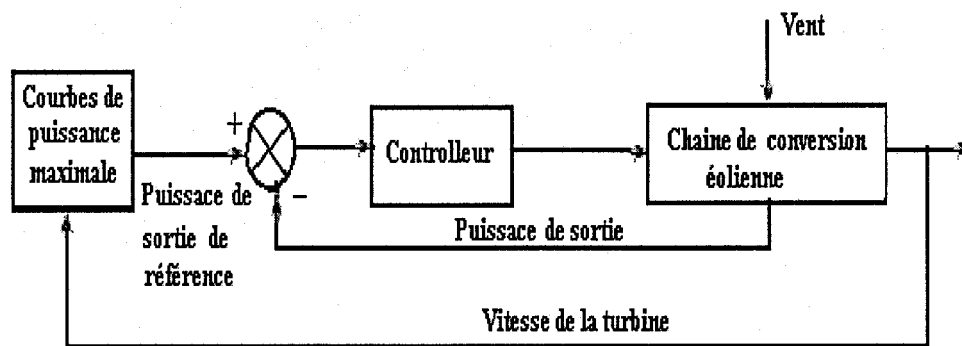 Vent
Courbes de
puissance
maximale
+
Controlleur
Chaine de conversion
éolienne
−
Puissace de
sortie de
référence
Puissace de sortie
Vitesse de la turbine